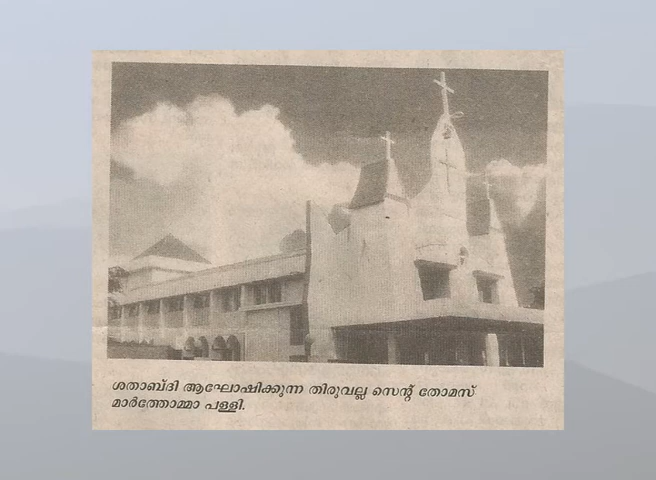 ശതാബ്ദി ആഘോഷിക്കുന്ന തിരുവല്ല സെന്റ് തോമസ്
മാർത്തോമ്മാ പള്ളി.